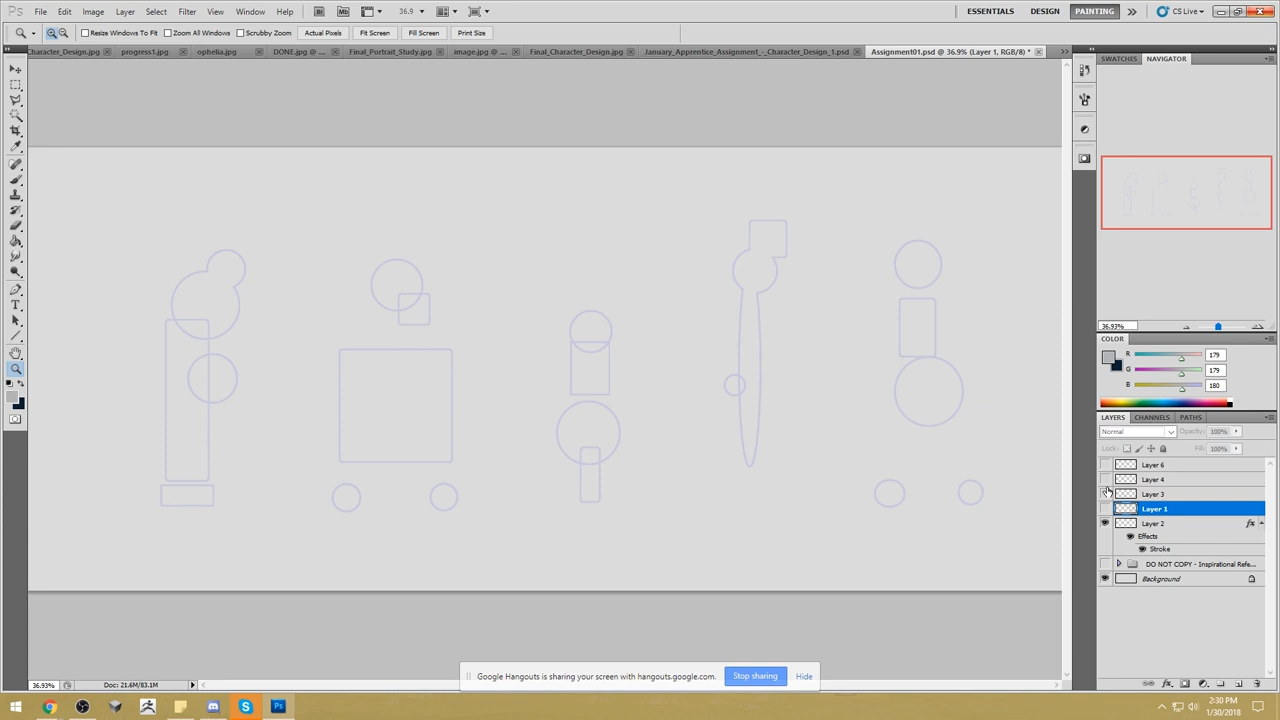 File Edit Image Layer Select Filter View Window Help
36.9
ESSENTIALS DESIGN PAINTING CS Live
Resize Windows To Fit Zoom All Windows Scrubby Zoom Actual Pixels Fit Screen Fill Screen Print Size
Character_Design.jpg progress1.jpg ophelia.jpg DONE.jpg @ ... Final_Portrait_Study.jpg image.jpg @ ... Final_Character_Design.jpg January_Apprentice_Assignment_-_Character_Design_1.psd Assignment01.psd @ 36.9% (Layer 1, RGB/8) *
SWATCHES NAVIGATOR
36.93%
COLOR
R 179
G 179
B 180
LAYERS CHANNELS PATHS
Normal Opacity: 100%
Lock: Fill: 100%
Layer 6
Layer 4
Layer 3
Layer 1
Layer 2 fx
Effects
Stroke
DO NOT COPY - Inspirational Refe...
Background
Google Hangouts is sharing your screen with hangouts.google.com. Stop sharing Hide
36.93% Doc: 21.6M/83.1M
2:30 PM
1/30/2018